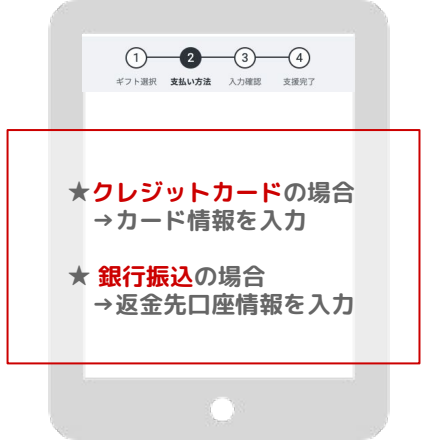 1 2 3 4
ギフト選択 支払い方法 入力確認 支援完了
★クレジットカードの場合
→カード情報を入力
★ 銀行振込の場合
→返金先口座情報を入力